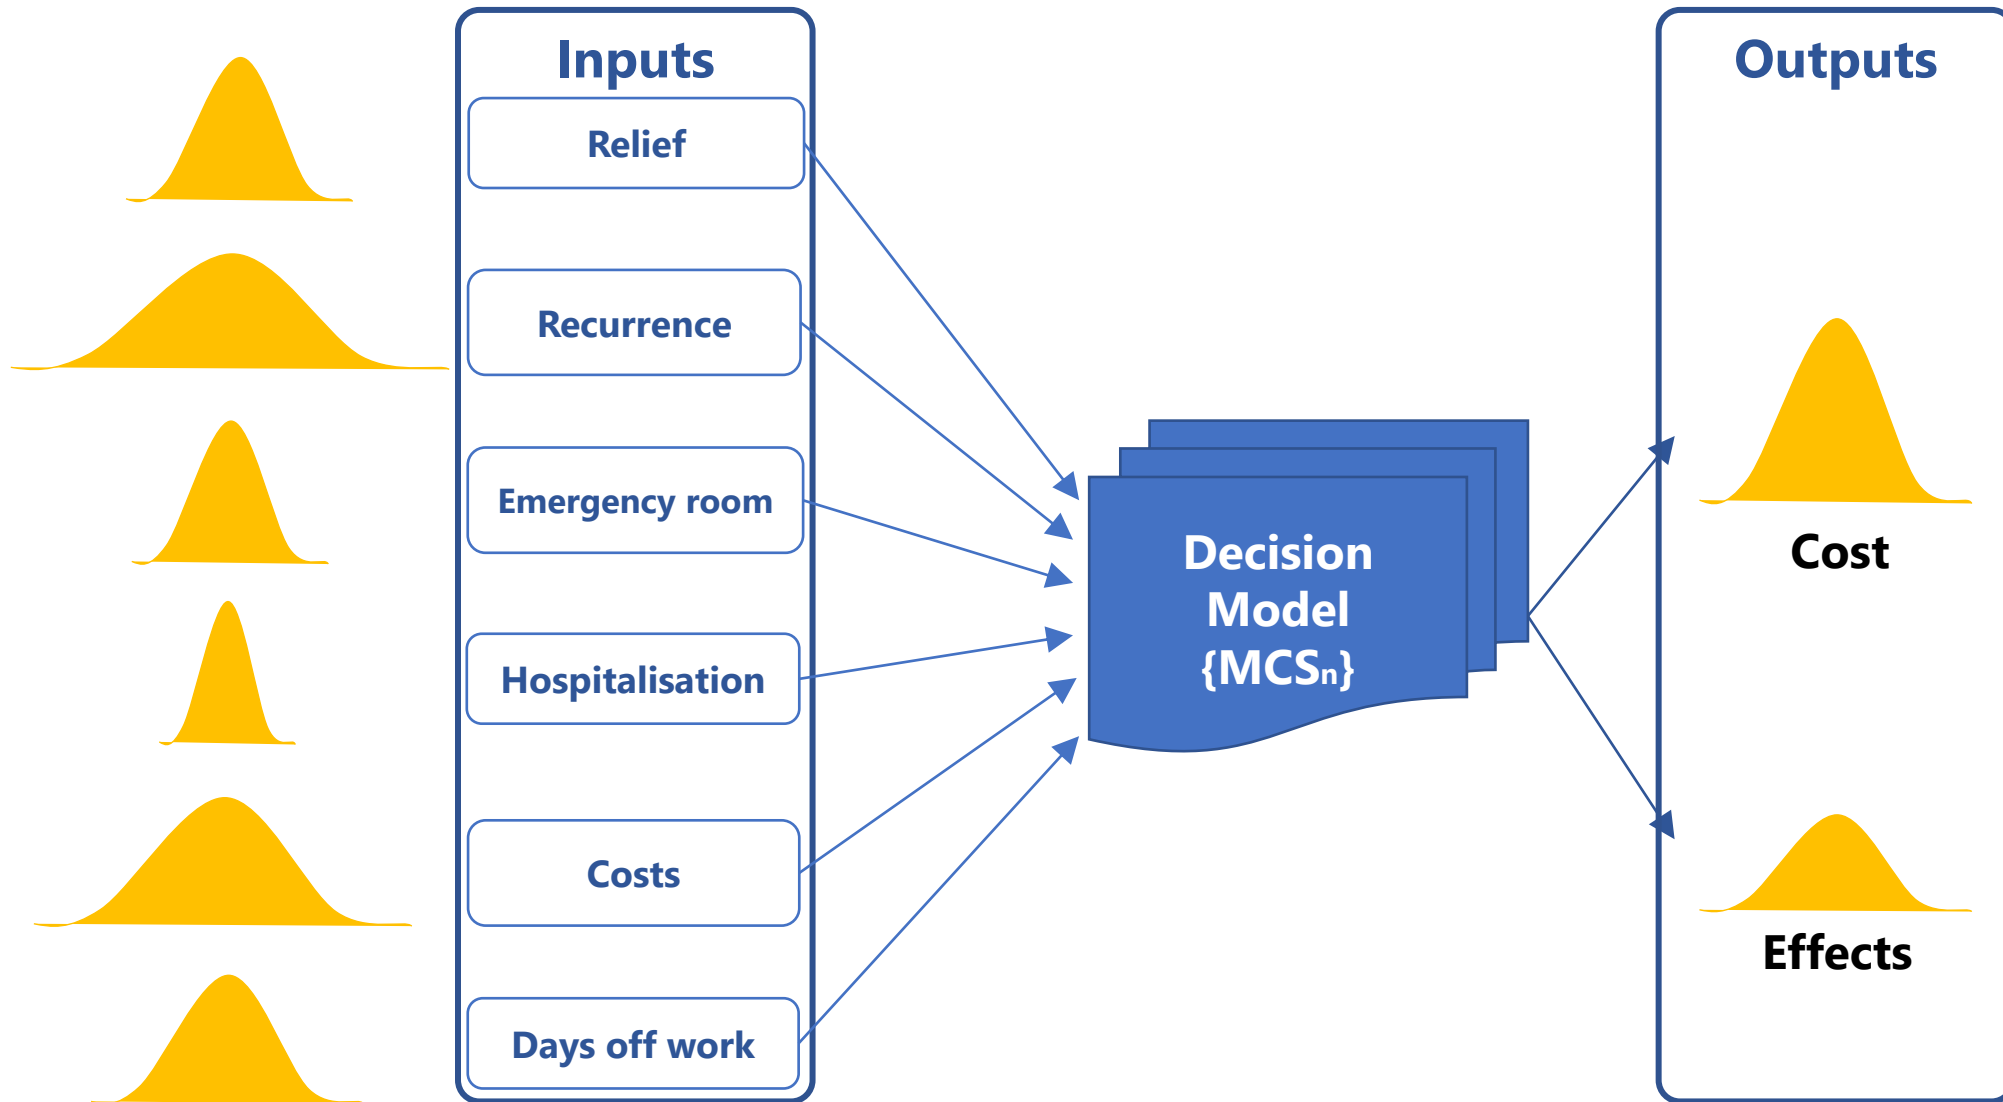 Inputs
Relief
Recurrence
Emergency room
Hospitalisation
Costs
Days off work
Decision
Model
{MCSn}
Outputs
Cost
Effects